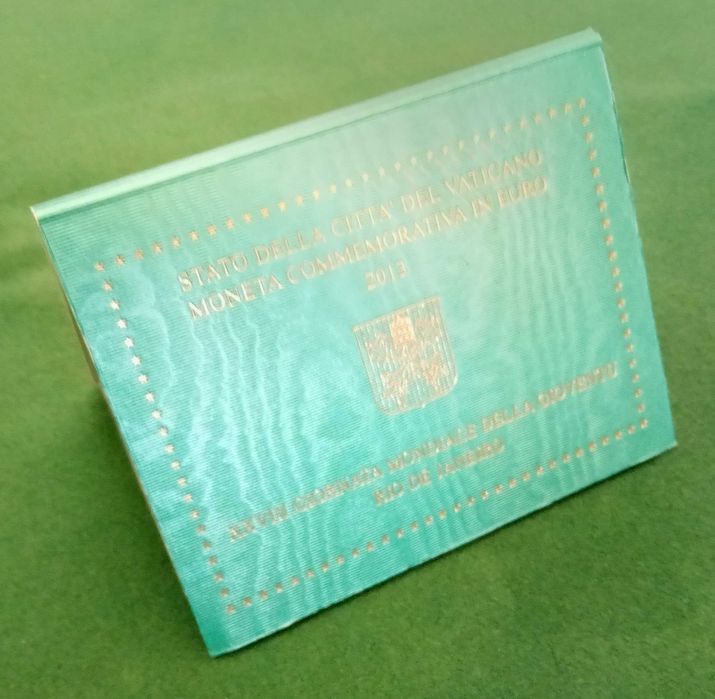 STATO DELLA CITTA' DEL VATICANO
MONETA COMMEMORATIVA IN EURO
2013
XXVIII GIORNATA MONDIALE DELLA GIOVENTU
RIO DE JANEIRO